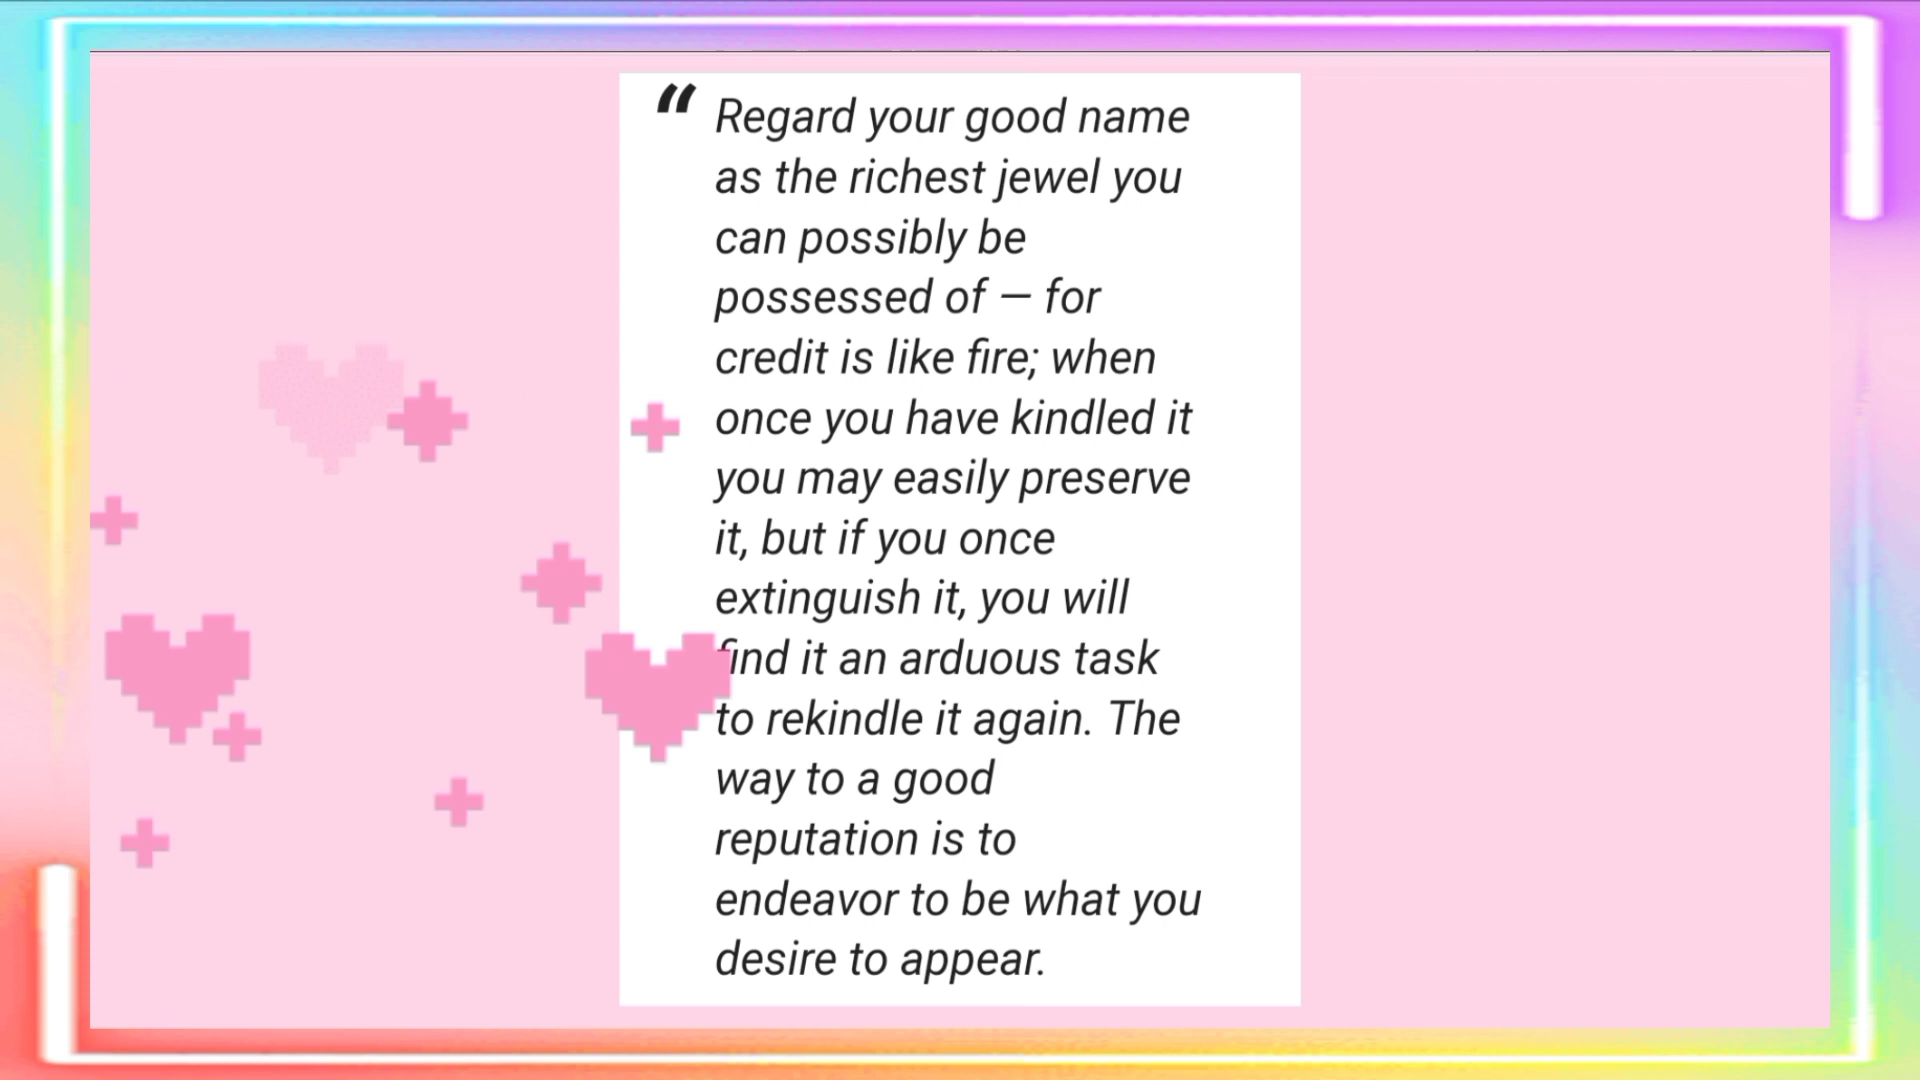 “ Regard your good name
as the richest jewel you
can possibly be
possessed of — for
credit is like fire; when
once you have kindled it
you may easily preserve
it, but if you once
extinguish it, you will
find it an arduous task
to rekindle it again. The
way to a good
reputation is to
endeavor to be what you
desire to appear.